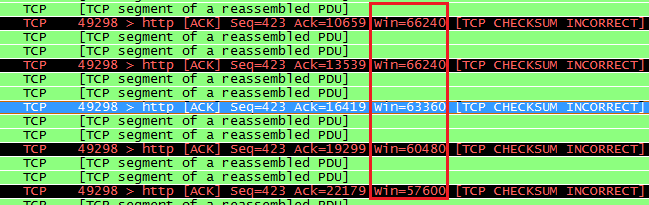 TCP [TCP segment of a reassembled PDU]
TCP 49298 > http [ACK] Seq=423 Ack=10659 Win=66240 [TCP CHECKSUM INCORRECT]
TCP [TCP segment of a reassembled PDU]
TCP [TCP segment of a reassembled PDU]
TCP 49298 > http [ACK] Seq=423 Ack=13539 Win=66240 [TCP CHECKSUM INCORRECT]
TCP [TCP segment of a reassembled PDU]
TCP [TCP segment of a reassembled PDU]
TCP 49298 > http [ACK] Seq=423 Ack=16419 Win=63360 [TCP CHECKSUM INCORRECT]
TCP [TCP segment of a reassembled PDU]
TCP [TCP segment of a reassembled PDU]
TCP 49298 > http [ACK] Seq=423 Ack=19299 Win=60480 [TCP CHECKSUM INCORRECT]
TCP [TCP segment of a reassembled PDU]
TCP [TCP segment of a reassembled PDU]
TCP 49298 > http [ACK] Seq=423 Ack=22179 Win=57600 [TCP CHECKSUM INCORRECT]
TCP [TCP segment of a reassembled PDU]